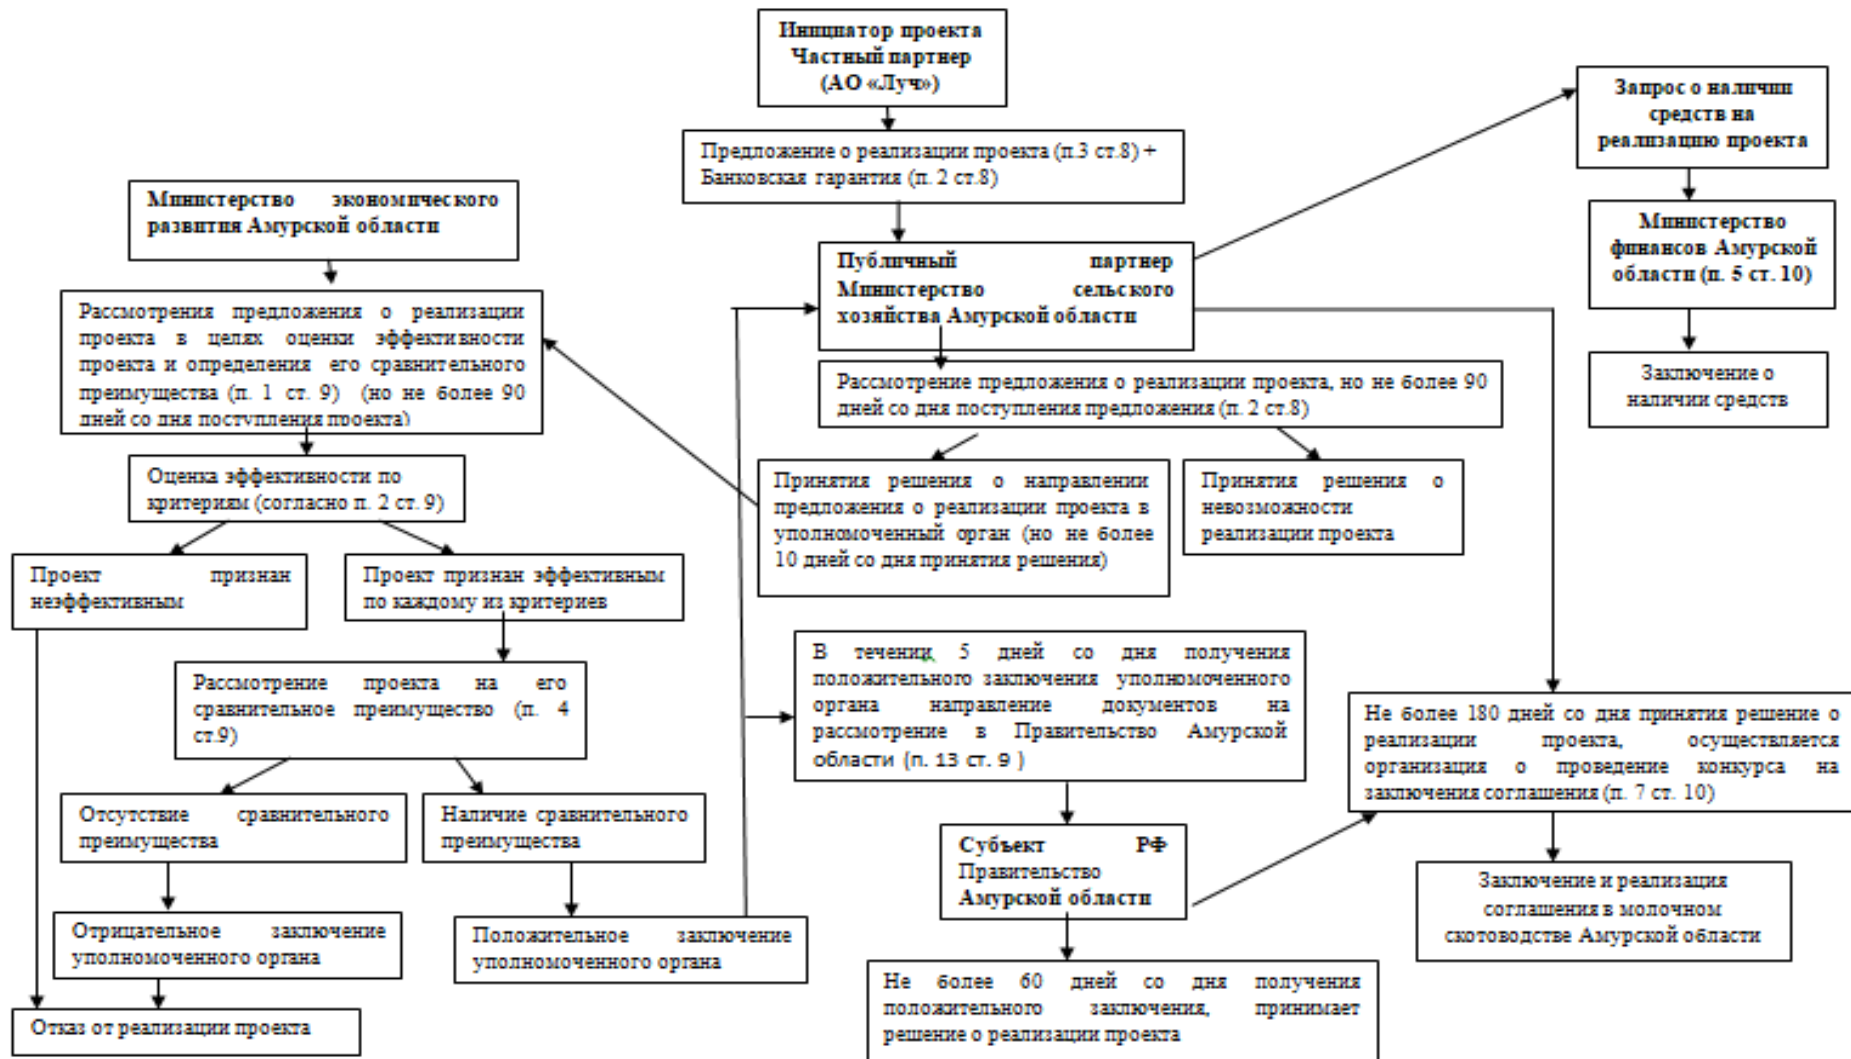 Инициатор проекта
Частный партнер
(АО «Луч»)
Предложение о реализации проекта (п.3 ст.8) +
Банковская гарантия (п. 2 ст.8)
Запрос о наличии
средств на
реализацию проекта
Министерство экономического
развития Амурской области
Публичный партнер
Министерство сельского
хозяйства Амурской области
Министерство
финансов Амурской
области (п. 5 ст. 10)
Рассмотрения предложения о реализации
проекта в целях оценки эффективности
проекта и определения его сравнительного
преимущества (п. 1 ст. 9) (но не более 90
дней со дня поступления проекта)
Рассмотрение предложения о реализации проекта, но не более 90
дней со дня поступления предложения (п. 2 ст.8)
Заключение о
наличии средств
Оценка эффективности по
критериям (согласно п. 2 ст. 9)
Принятия решения о направлении
предложения о реализации проекта в
уполномоченный орган (но не более
10 дней со дня принятия решения)
Принятия решения о
невозможности
реализации проекта
Проект признан
неэффективным
Проект признан эффективным
по каждому из критериев
Рассмотрение проекта на его
сравнительное преимущество (п. 4
ст.9)
В течении 5 дней со дня получения
положительного заключения уполномоченного
органа направление документов на
рассмотрение в Правительство Амурской
области (п. 13 ст. 9 )
Не более 180 дней со дня принятия решение о
реализации проекта, осуществляется
организация о проведение конкурса на
заключения соглашения (п. 7 ст. 10)
Отсутствие сравнительного
преимущества
Наличие сравнительного
преимущества
Субъект РФ
Правительство
Амурской области
Заключение и реализация
соглашения в молочном
скотоводстве Амурской области
Отрицательное заключение
уполномоченного органа
Положительное заключение
уполномоченного органа
Не более 60 дней со дня получения
положительного заключения, принимает
решение о реализации проекта
Отказ от реализации проекта